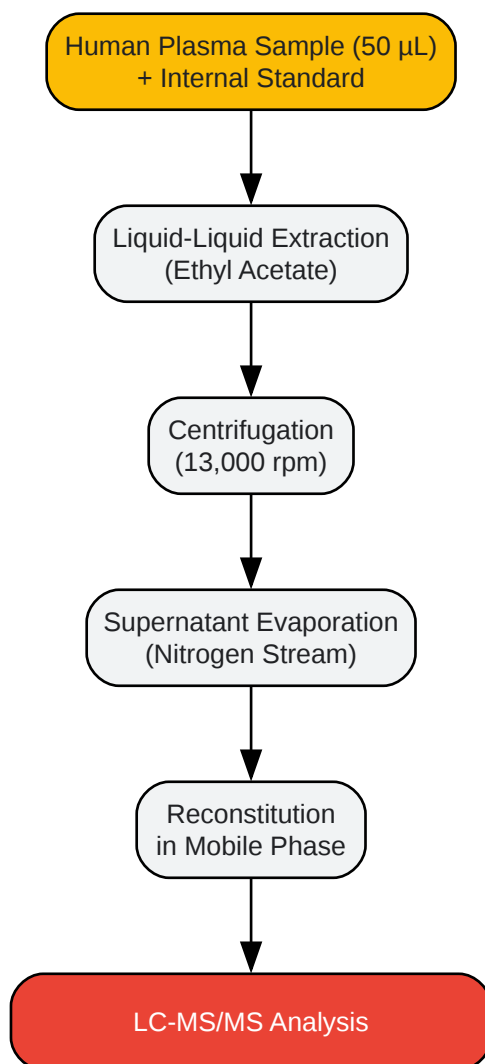 Human Plasma Sample (50 µL)
+ Internal Standard
Liquid-Liquid Extraction
(Ethyl Acetate)
Centrifugation
(13,000 rpm)
Supernatant Evaporation
(Nitrogen Stream)
Reconstitution
in Mobile Phase
LC-MS/MS Analysis